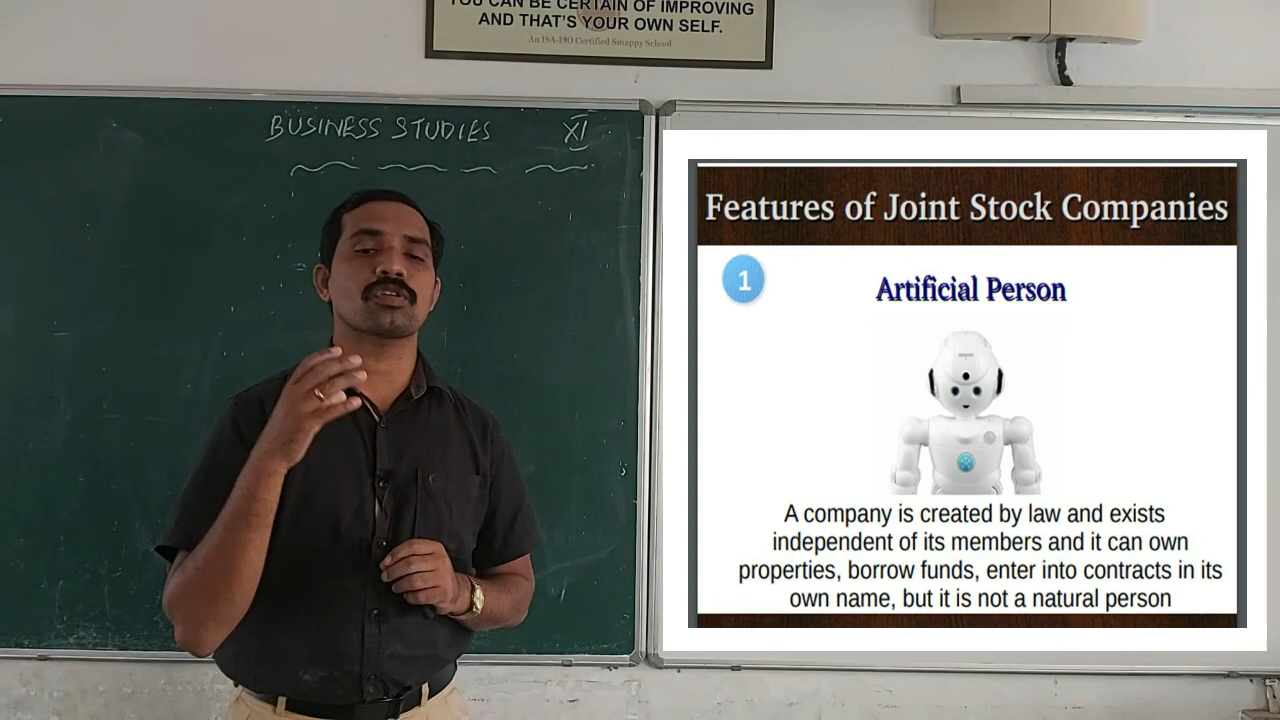 YOU CAN BE CERTAIN OF IMPROVING
AND THAT'S YOUR OWN SELF.
An ISA-190 Certified Smappy School
BUSINESS STUDIES XI
Features of Joint Stock Companies
1
Artificial Person
A company is created by law and exists
independent of its members and it can own
properties, borrow funds, enter into contracts in its
own name, but it is not a natural person